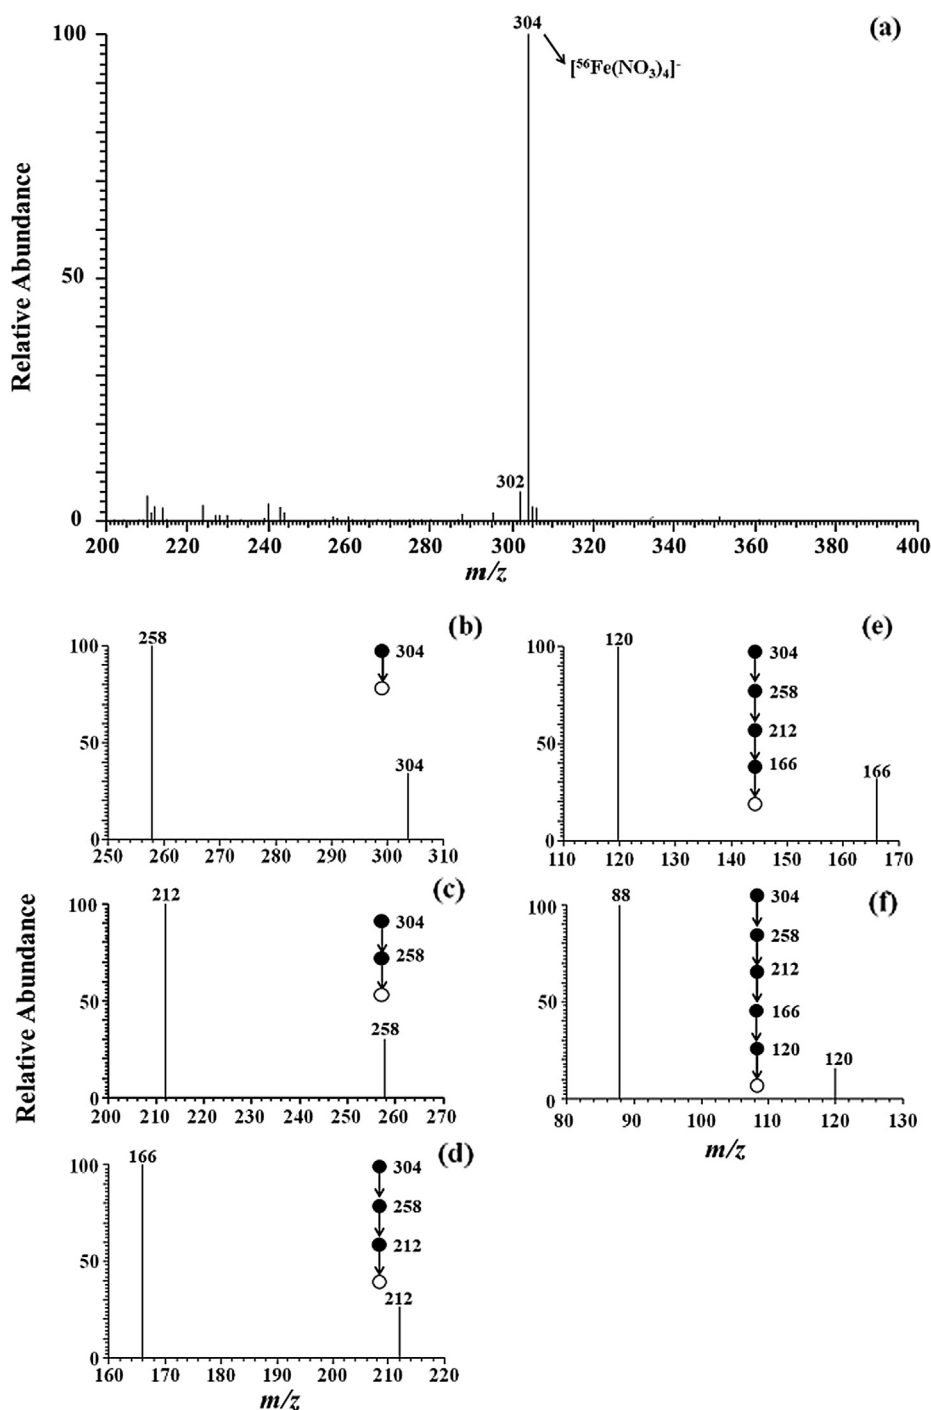 (a)
304
[⁵⁶Fe(NO₃)₄]⁻
100
50
0
302
Relative Abundance
200 220 240 260 280 300 320 340 360 380 400
m/z
(b)
258
304
304
100
50
0
250 260 270 280 290 300 310
(e)
120
304
258
212
166
166
100
50
0
110 120 130 140 150 160 170
(c)
212
304
258
258
100
50
0
200 210 220 230 240 250 260 270
Relative Abundance
(f)
88
304
258
212
166
120
120
100
50
0
80 90 100 110 120 130
m/z
(d)
166
304
258
212
212
100
50
0
160 170 180 190 200 210 220
m/z